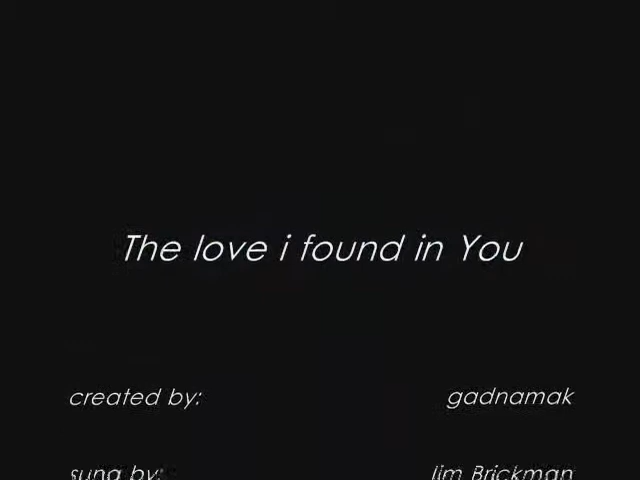 The love i found in You
created by: gadnamak
sung by: Jim Brickman